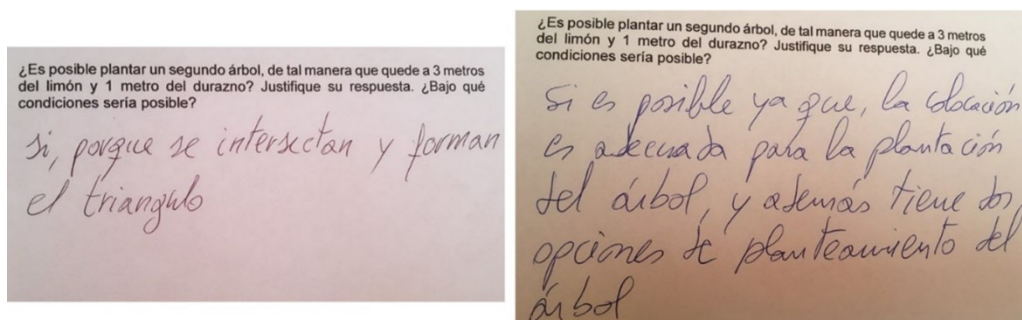 ¿Es posible plantar un segundo árbol, de tal manera que quede a 3 metros
del limón y 1 metro del durazno? Justifique su respuesta. ¿Bajo qué
condiciones sería posible?
si, porque se intersectan y forman
el triangulo
¿Es posible plantar un segundo árbol, de tal manera que quede a 3 metros
del limón y 1 metro del durazno? Justifique su respuesta. ¿Bajo qué
condiciones sería posible?
Si es posible ya que, la colocación
es adecuada para la plantación
del árbol, y además tiene dos
opciones de planteamiento del
árbol